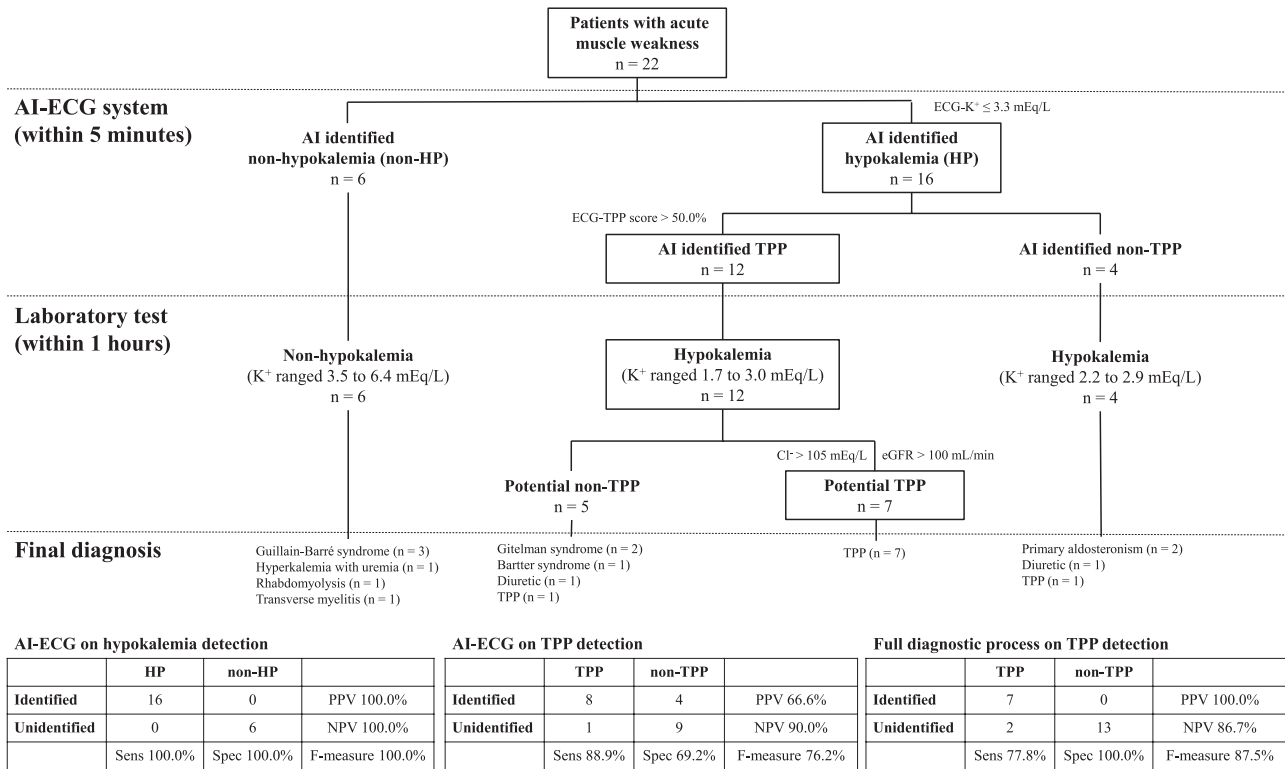 Patients with acute
muscle weakness
n = 22
AI-ECG system
(within 5 minutes)
ECG-K⁺ ≤ 3.3 mEq/L
AI identified
non-hypokalemia (non-HP)
n = 6
AI identified
hypokalemia (HP)
n = 16
ECG-TPP score > 50.0%
AI identified TPP
n = 12
AI identified non-TPP
n = 4
Laboratory test
(within 1 hours)
Non-hypokalemia
(K⁺ ranged 3.5 to 6.4 mEq/L)
n = 6
Hypokalemia
(K⁺ ranged 1.7 to 3.0 mEq/L)
n = 12
Hypokalemia
(K⁺ ranged 2.2 to 2.9 mEq/L)
n = 4
Cl⁻ > 105 mEq/L eGFR > 100 mL/min
Potential non-TPP
n = 5
Potential TPP
n = 7
Final diagnosis
Guillain-Barré syndrome (n = 3)
Hyperkalemia with uremia (n = 1)
Rhabdomyolysis (n = 1)
Transverse myelitis (n = 1)
Gitelman syndrome (n = 2)
Bartter syndrome (n = 1)
Diuretic (n = 1)
TPP (n = 1)
TPP (n = 7)
Primary aldosteronism (n = 2)
Diuretic (n = 1)
TPP (n = 1)
AI-ECG on hypokalemia detection
HP non-HP
Identified 16 0 PPV 100.0%
Unidentified 0 6 NPV 100.0%
Sens 100.0% Spec 100.0% F-measure 100.0%
AI-ECG on TPP detection
TPP non-TPP
Identified 8 4 PPV 66.6%
Unidentified 1 9 NPV 90.0%
Sens 88.9% Spec 69.2% F-measure 76.2%
Full diagnostic process on TPP detection
TPP non-TPP
Identified 7 0 PPV 100.0%
Unidentified 2 13 NPV 86.7%
Sens 77.8% Spec 100.0% F-measure 87.5%